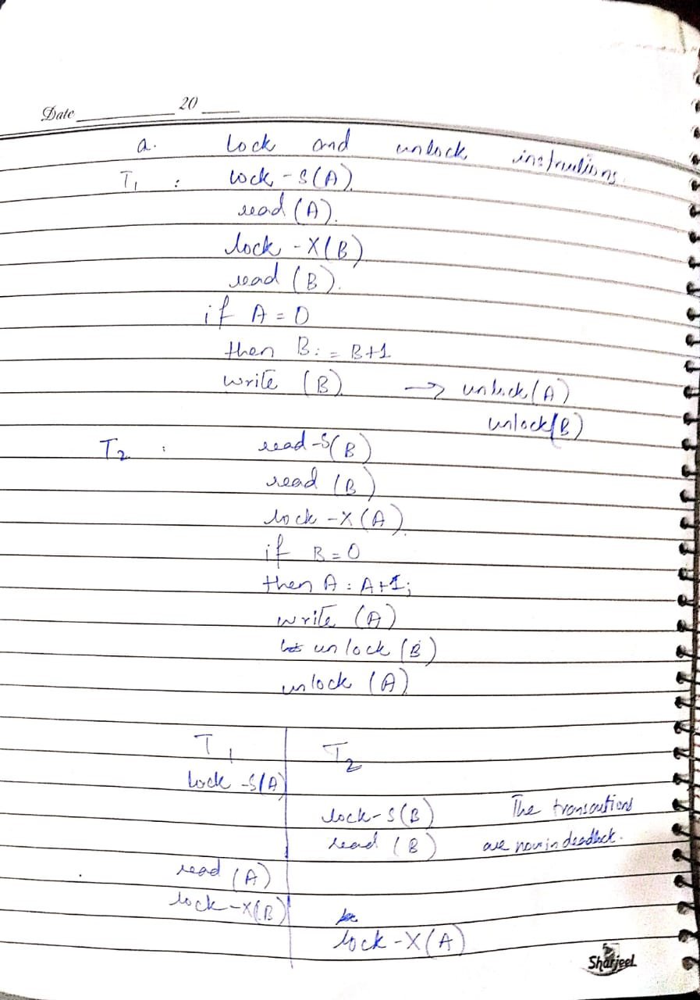 Date 20
a. Lock and unlock instructions.
T1 : lock-S(A)
read (A).
lock-X(B)
read (B).
if A = 0
then B := B+1
write (B). → unlock(A)
unlock(B)
T2 : read-S(B)
read (B)
lock-X(A)
if B = 0
then A : A+1;
write (A)
unlock (B)
unlock (A)
T1 T2
lock-S(A)
lock-S(B) The transactions
read (B) are now in deadlock.
read (A)
lock-X(B)
lock-X(A)
Sharjeel